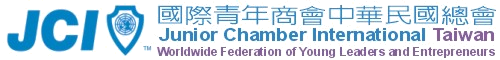 JCI
TM
國際青年商會中華民國總會
Junior Chamber International Taiwan
Worldwide Federation of Young Leaders and Entrepreneurs